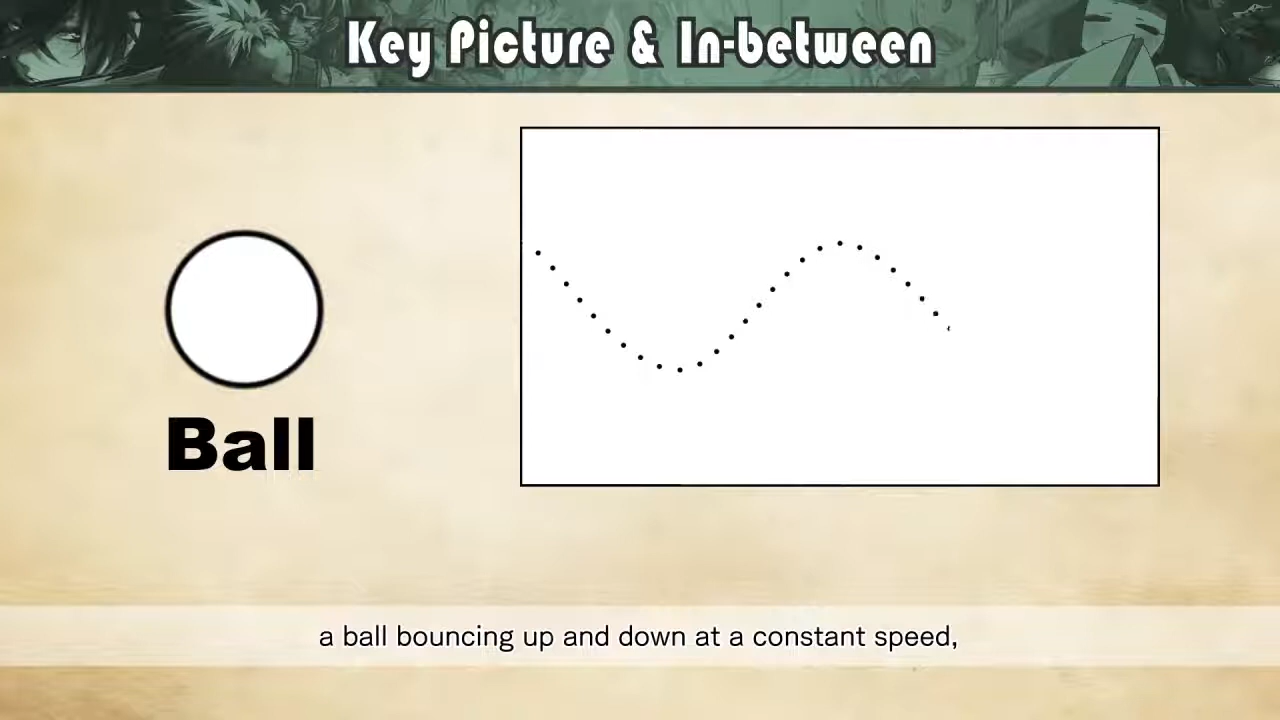 Key Picture & In-between
Ball
a ball bouncing up and down at a constant speed,